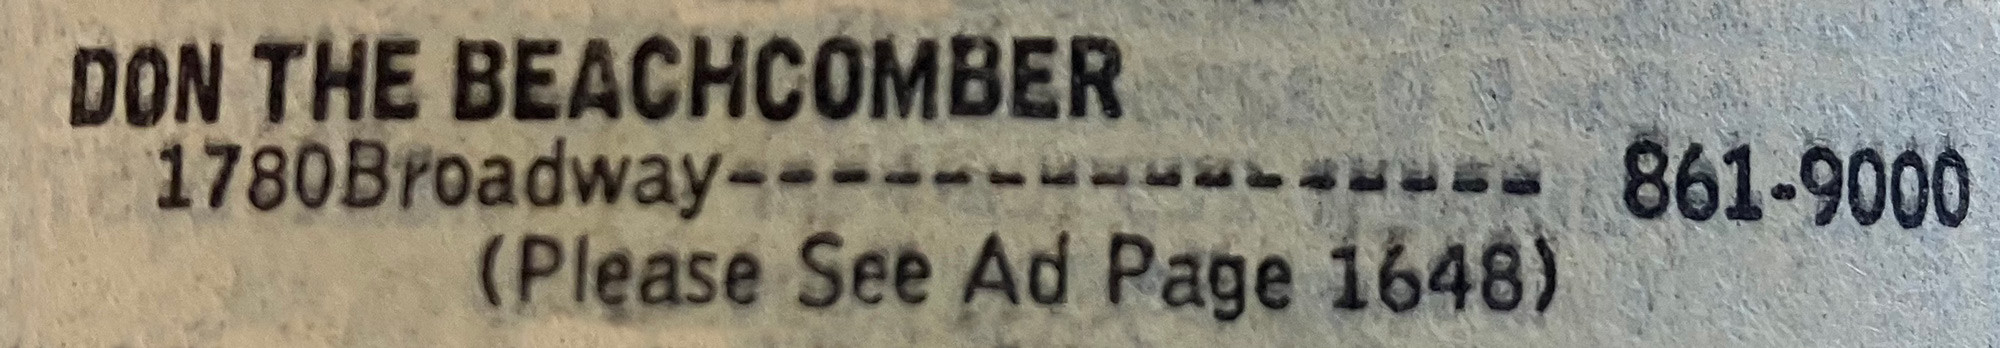 DON THE BEACHCOMBER
1780Broadway----------------- 861-9000
(Please See Ad Page 1648)